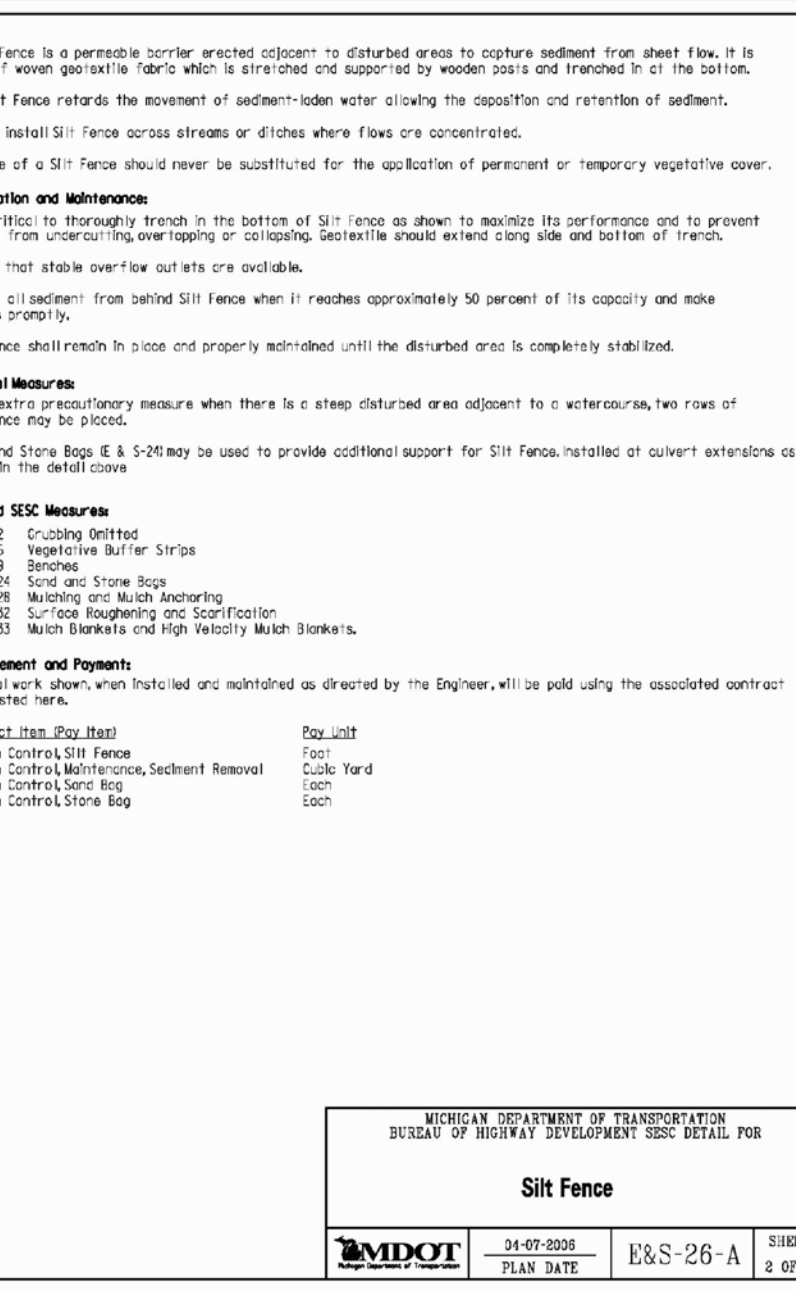 Fence is a permeable barrier erected adjacent to disturbed areas to capture sediment from sheet flow. It is
f woven geotextile fabric which is stretched and supported by wooden posts and trenched in at the bottom.
t Fence retards the movement of sediment-laden water allowing the deposition and retention of sediment.
install Silt Fence across streams or ditches where flows are concentrated.
e of a Silt Fence should never be substituted for the application of permanent or temporary vegetative cover.
ation and Maintenance:
ritical to thoroughly trench in the bottom of Silt Fence as shown to maximize its performance and to prevent
from undercutting, overtopping or collapsing. Geotextile should extend along side and bottom of trench.
that stable overflow outlets are available.
all sediment from behind Silt Fence when it reaches approximately 50 percent of its capacity and make
s promptly.
nce shall remain in place and properly maintained until the disturbed area is completely stabilized.
al Measures:
extra precautionary measure when there is a steep disturbed area adjacent to a watercourse, two rows of
nce may be placed.
nd Stone Bags (E & S-24) may be used to provide additional support for Silt Fence. Installed at culvert extensions as
in the detail above
d SESC Measures:
2 Grubbing Omitted
6 Vegetative Buffer Strips
9 Benches
24 Sand and Stone Bags
28 Mulching and Mulch Anchoring
32 Surface Roughening and Scarification
33 Mulch Blankets and High Velocity Mulch Blankets.
ement and Payment:
al work shown, when installed and maintained as directed by the Engineer, will be paid using the associated contract
sted here.
ct Item (Pay Item) Pay Unit
n Control, Silt Fence Foot
n Control, Maintenance, Sediment Removal Cubic Yard
n Control, Sand Bag Each
n Control, Stone Bag Each
MICHIGAN DEPARTMENT OF TRANSPORTATION
BUREAU OF HIGHWAY DEVELOPMENT SESC DETAIL FOR
Silt Fence
MDOT
Michigan Department of Transportation
04-07-2006
PLAN DATE
E&S-26-A
SHEE
2 OF